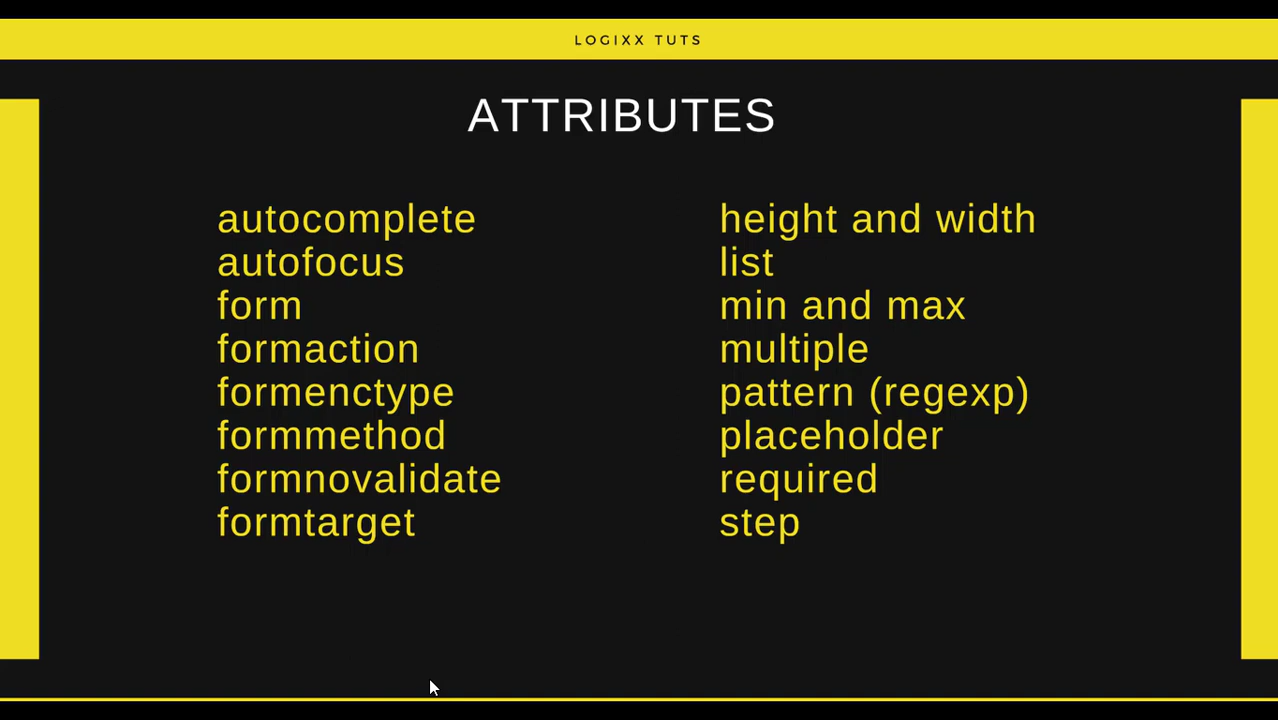 LOGIXX TUTS
ATTRIBUTES
autocomplete
autofocus
form
formaction
formenctype
formmethod
formnovalidate
formtarget
height and width
list
min and max
multiple
pattern (regexp)
placeholder
required
step